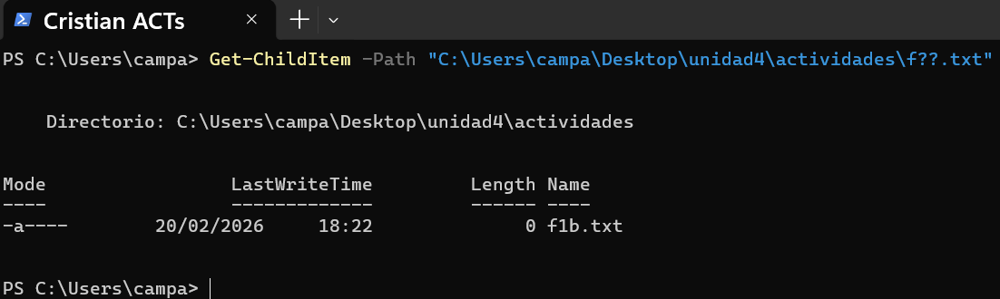 Cristian ACTs
PS C:\Users\campa> Get-ChildItem -Path "C:\Users\campa\Desktop\unidad4\actividades\f??.txt"
Directorio: C:\Users\campa\Desktop\unidad4\actividades
Mode LastWriteTime Length Name
---- ------------- ------ ----
-a---- 20/02/2026 18:22 0 f1b.txt
PS C:\Users\campa>